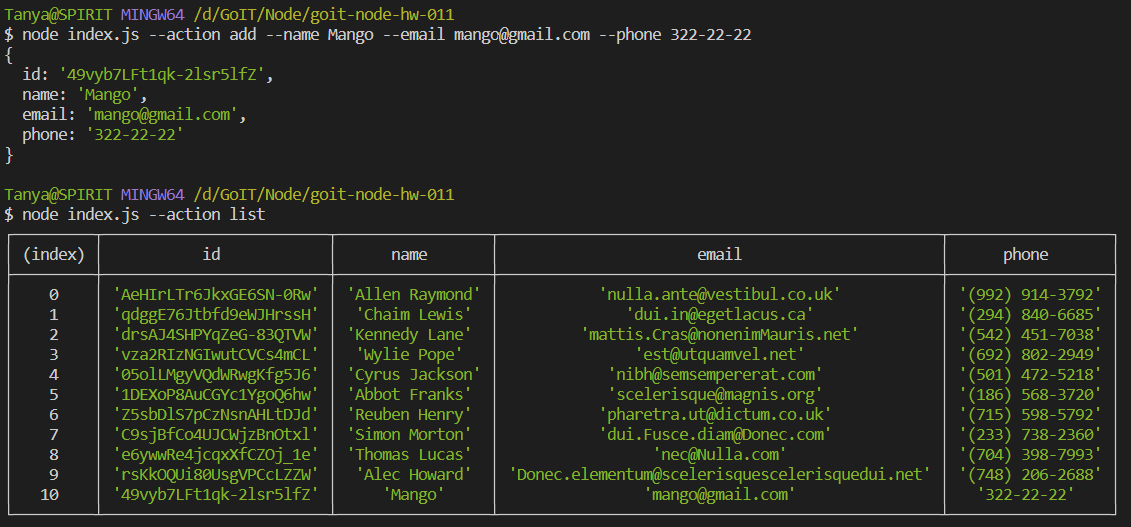 Tanya@SPIRIT MINGW64 /d/GoIT/Node/goit-node-hw-011
$ node index.js --action add --name Mango --email mango@gmail.com --phone 322-22-22
{
  id: '49vyb7LFt1qk-2lsr5lfZ',
  name: 'Mango',
  email: 'mango@gmail.com',
  phone: '322-22-22'
}
Tanya@SPIRIT MINGW64 /d/GoIT/Node/goit-node-hw-011
$ node index.js --action list
(index) id name email phone
0 'AeHIrLTr6JkxGE6SN-0Rw' 'Allen Raymond' 'nulla.ante@vestibul.co.uk' '(992) 914-3792'
1 'qdggE76Jtbfd9eWJHrssH' 'Chaim Lewis' 'dui.in@egetlacus.ca' '(294) 840-6685'
2 'drsAJ4SHPYqZeG-83QTVW' 'Kennedy Lane' 'mattis.Cras@nonenimMauris.net' '(542) 451-7038'
3 'vza2RIzNGIwutCVCs4mCL' 'Wylie Pope' 'est@utquamvel.net' '(692) 802-2949'
4 '05olLMgyVQdWRwgKfg5J6' 'Cyrus Jackson' 'nibh@semsempererat.com' '(501) 472-5218'
5 '1DEXoP8AuCGYc1YgoQ6hw' 'Abbot Franks' 'scelerisque@magnis.org' '(186) 568-3720'
6 'Z5sbDlS7pCzNsnAHLtDJd' 'Reuben Henry' 'pharetra.ut@dictum.co.uk' '(715) 598-5792'
7 'C9sjBfCo4UJCWjzBnOtxl' 'Simon Morton' 'dui.Fusce.diam@Donec.com' '(233) 738-2360'
8 'e6ywwRe4jcqxXfCZOj_1e' 'Thomas Lucas' 'nec@Nulla.com' '(704) 398-7993'
9 'rsKkOQUi80UsgVPCcLZZW' 'Alec Howard' 'Donec.elementum@scelerisquescelerisquedui.net' '(748) 206-2688'
10 '49vyb7LFt1qk-2lsr5lfZ' 'Mango' 'mango@gmail.com' '322-22-22'